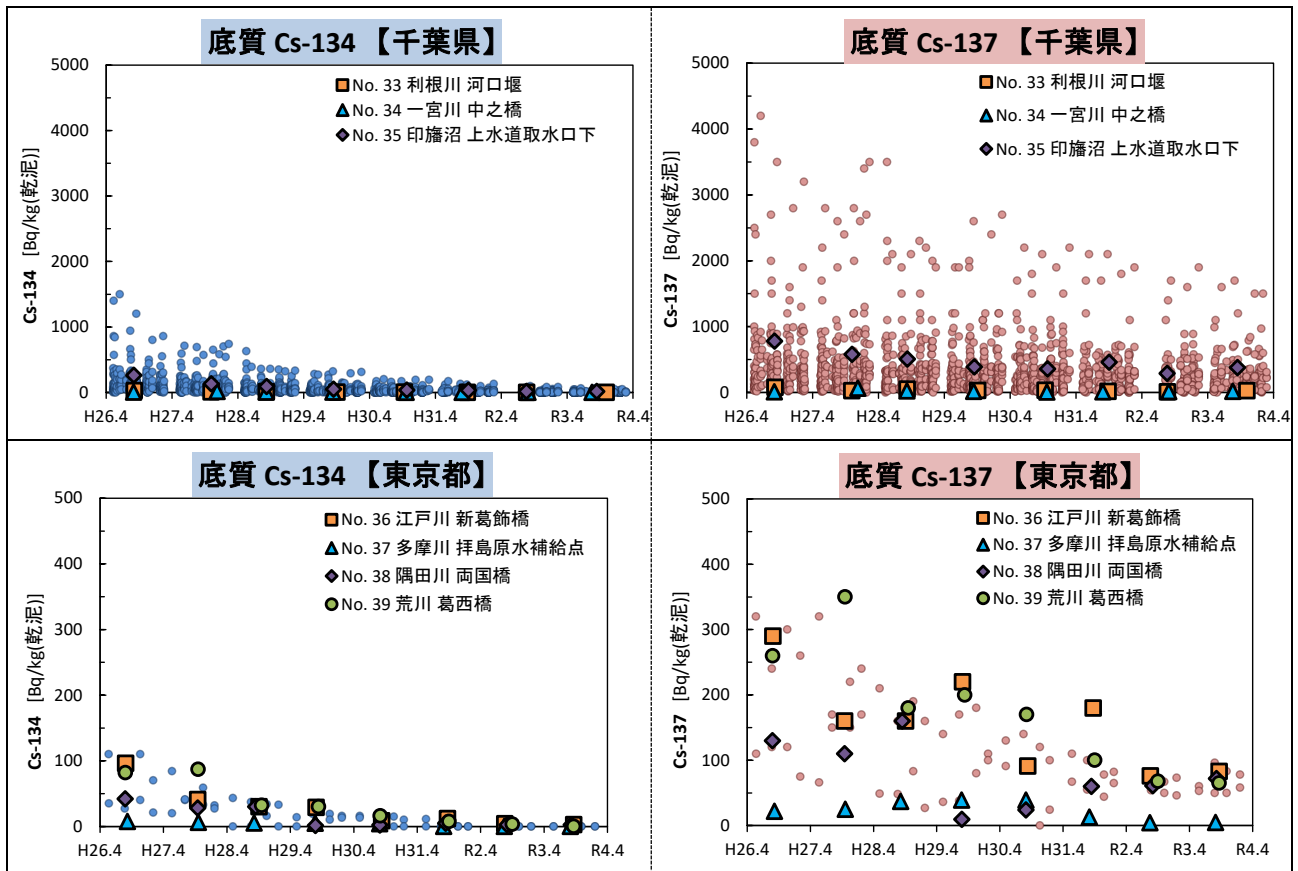 底質 Cs-134 【千葉県】
No. 33 利根川 河口堰
No. 34 一宮川 中之橋
No. 35 印旛沼 上水道取水口下
Cs-134 [Bq/kg(乾泥)]
5000
4000
3000
2000
1000
0
H26.4 H27.4 H28.4 H29.4 H30.4 H31.4 R2.4 R3.4 R4.4
底質 Cs-137 【千葉県】
No. 33 利根川 河口堰
No. 34 一宮川 中之橋
No. 35 印旛沼 上水道取水口下
Cs-137 [Bq/kg(乾泥)]
5000
4000
3000
2000
1000
0
H26.4 H27.4 H28.4 H29.4 H30.4 H31.4 R2.4 R3.4 R4.4
底質 Cs-134 【東京都】
No. 36 江戸川 新葛飾橋
No. 37 多摩川 拝島原水補給点
No. 38 隅田川 両国橋
No. 39 荒川 葛西橋
Cs-134 [Bq/kg(乾泥)]
500
400
300
200
100
0
H26.4 H27.4 H28.4 H29.4 H30.4 H31.4 R2.4 R3.4 R4.4
底質 Cs-137 【東京都】
No. 36 江戸川 新葛飾橋
No. 37 多摩川 拝島原水補給点
No. 38 隅田川 両国橋
No. 39 荒川 葛西橋
Cs-137 [Bq/kg(乾泥)]
500
400
300
200
100
0
H26.4 H27.4 H28.4 H29.4 H30.4 H31.4 R2.4 R3.4 R4.4